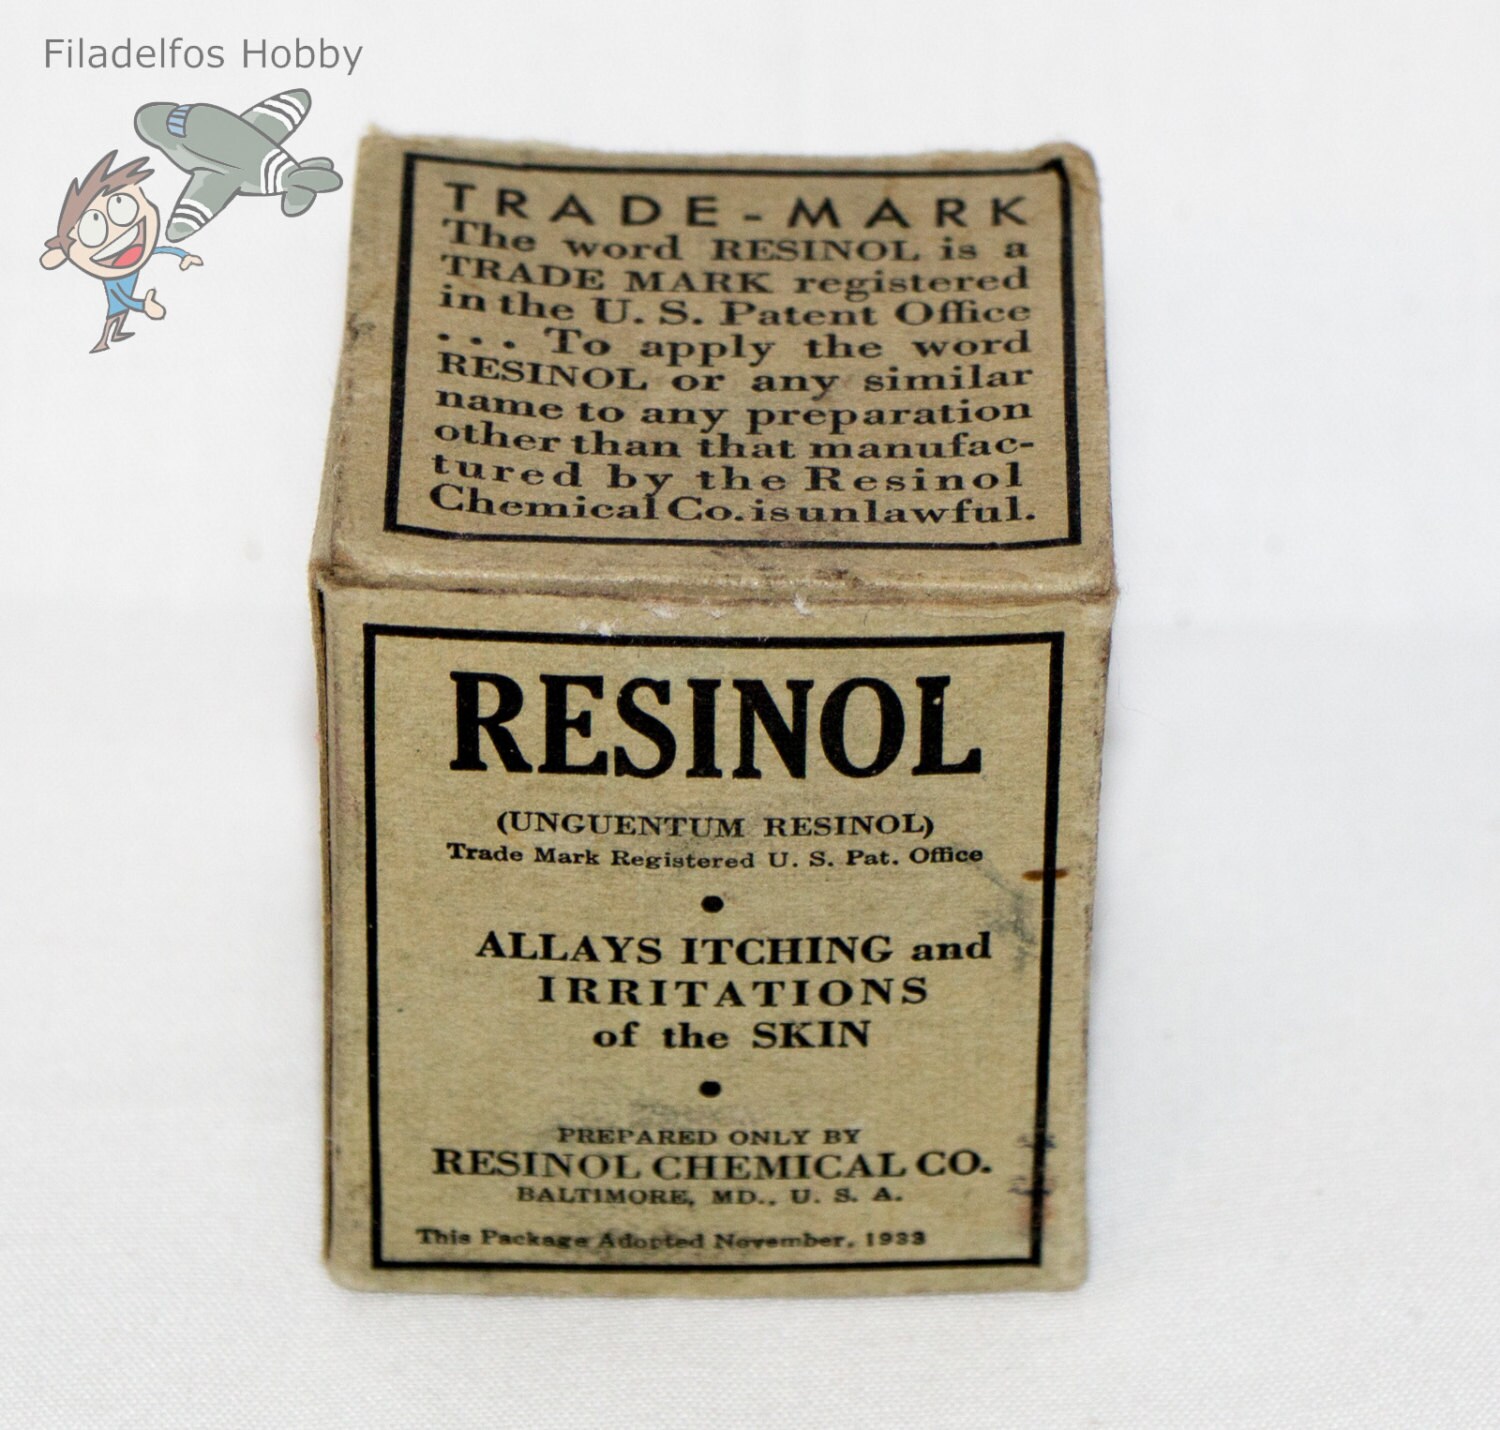 Filadelfos Hobby
TRADE-MARK
The word RESINOL is a
TRADE MARK registered
in the U. S. Patent Office
. . . To apply the word
RESINOL or any similar
name to any preparation
other than that manufac-
tured by the Resinol
Chemical Co. is unlawful.
RESINOL
(UNGUENTUM RESINOL)
Trade Mark Registered U. S. Pat. Office
•
ALLAYS ITCHING and
IRRITATIONS
of the SKIN
•
PREPARED ONLY BY
RESINOL CHEMICAL CO.
BALTIMORE, MD., U. S. A.
This Package Adopted November, 1933